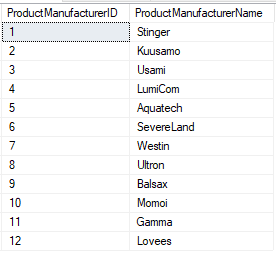 ProductManufacturerID ProductManufacturerName
1 Stinger
2 Kuusamo
3 Usami
4 LumiCom
5 Aquatech
6 SevereLand
7 Westin
8 Ultron
9 Balsax
10 Momoi
11 Gamma
12 Lovees